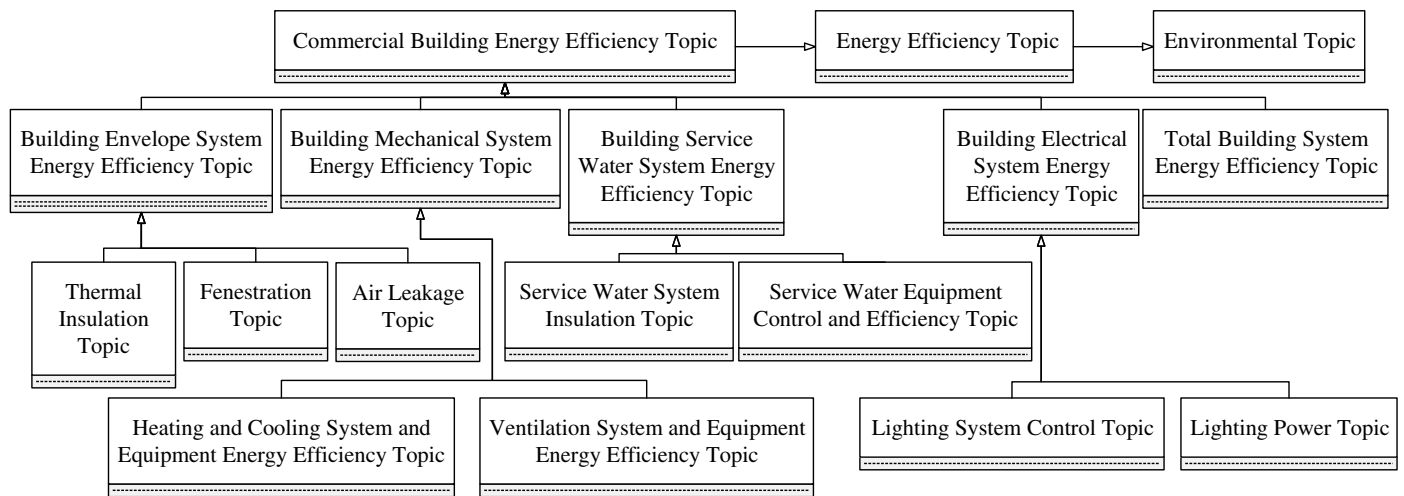 Commercial Building Energy Efficiency Topic
Energy Efficiency Topic
Environmental Topic
Building Envelope System
Energy Efficiency Topic
Building Mechanical System
Energy Efficiency Topic
Building Service
Water System Energy
Efficiency Topic
Building Electrical
System Energy
Efficiency Topic
Total Building System
Energy Efficiency Topic
Thermal
Insulation
Topic
Fenestration
Topic
Air Leakage
Topic
Service Water System
Insulation Topic
Service Water Equipment
Control and Efficiency Topic
Heating and Cooling System and
Equipment Energy Efficiency Topic
Ventilation System and Equipment
Energy Efficiency Topic
Lighting System Control Topic
Lighting Power Topic